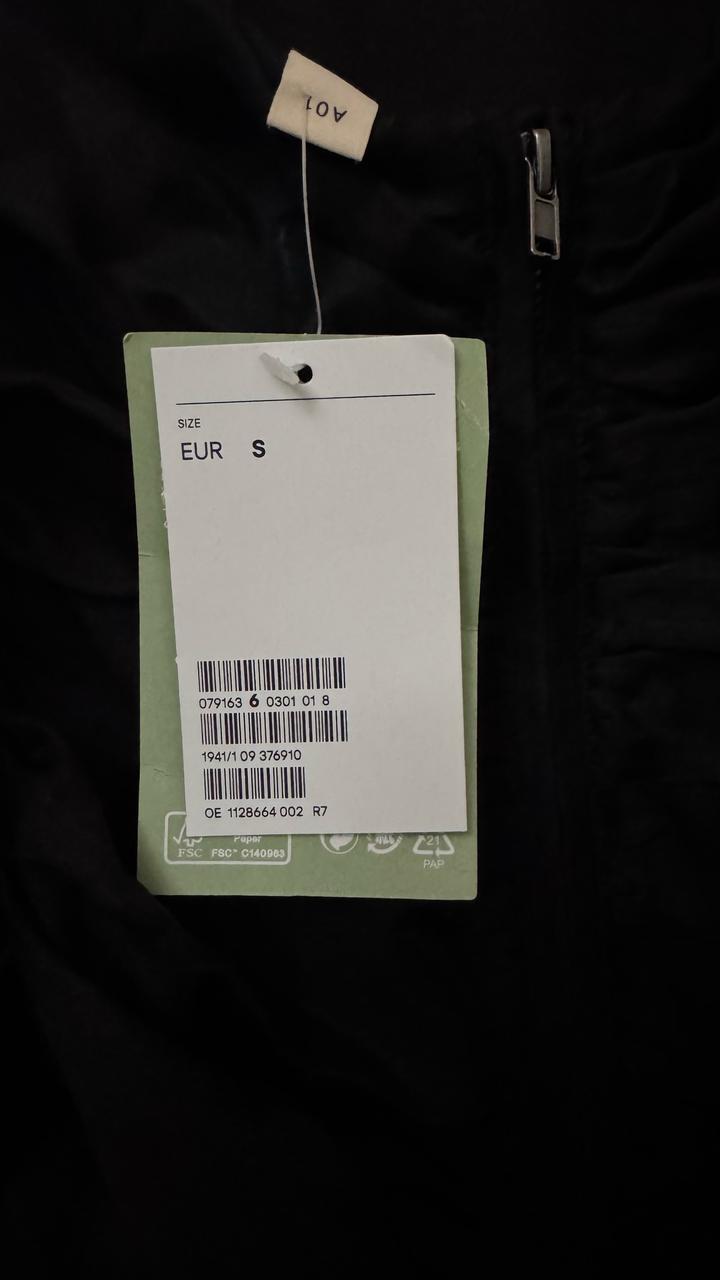 A01
SIZE
EUR S
079163 6 0301 01 8
1941/1 09 376910
OE 1128664 002 R7
Paper
FSC FSC™ C140963
21
PAP